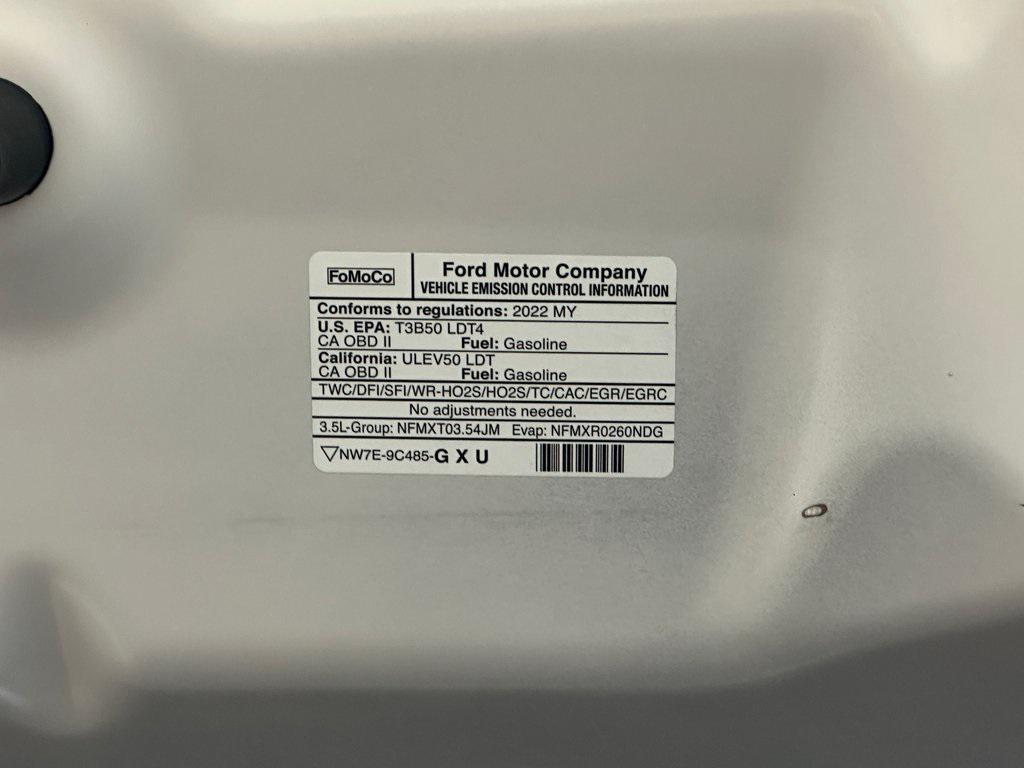 FoMoCo
Ford Motor Company
VEHICLE EMISSION CONTROL INFORMATION
Conforms to regulations: 2022 MY
U.S. EPA: T3B50 LDT4
CA OBD II Fuel: Gasoline
California: ULEV50 LDT
CA OBD II Fuel: Gasoline
TWC/DFI/SFI/WR-HO2S/HO2S/TC/CAC/EGR/EGRC
No adjustments needed.
3.5L-Group: NFMXT03.54JM Evap: NFMXR0260NDG
NW7E-9C485-G X U